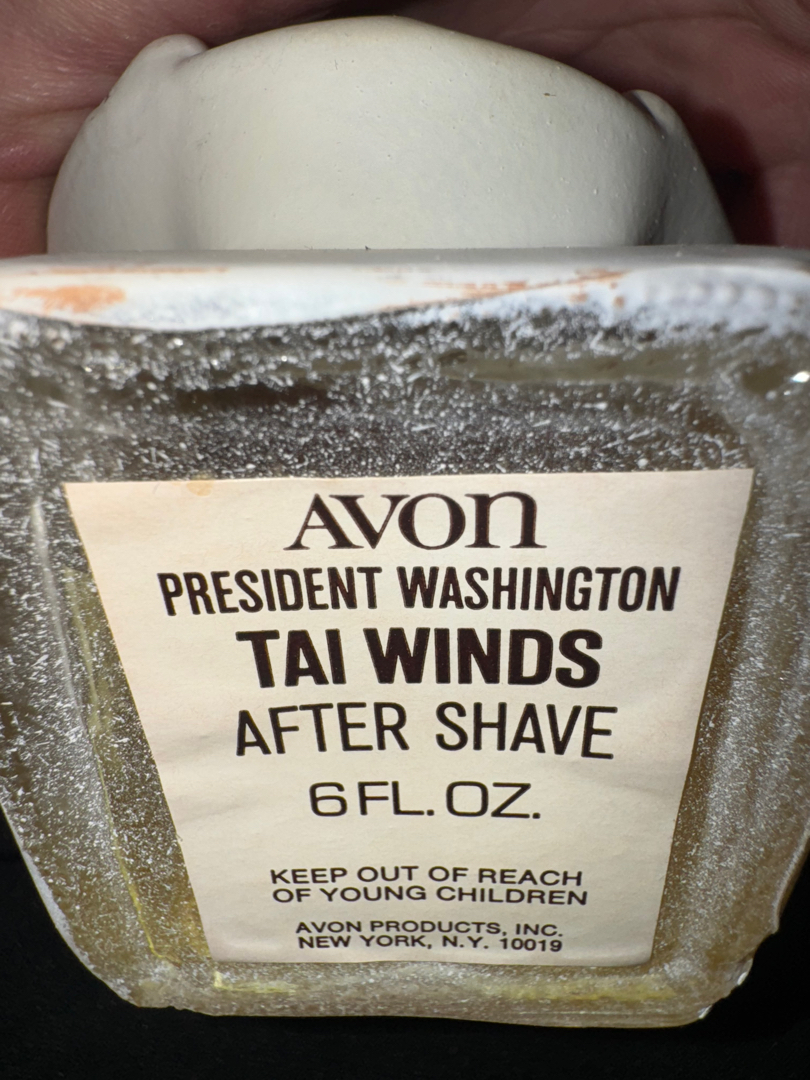 AVON
PRESIDENT WASHINGTON
TAI WINDS
AFTER SHAVE
6 FL. OZ.
KEEP OUT OF REACH
OF YOUNG CHILDREN
AVON PRODUCTS, INC.
NEW YORK, N.Y. 10019